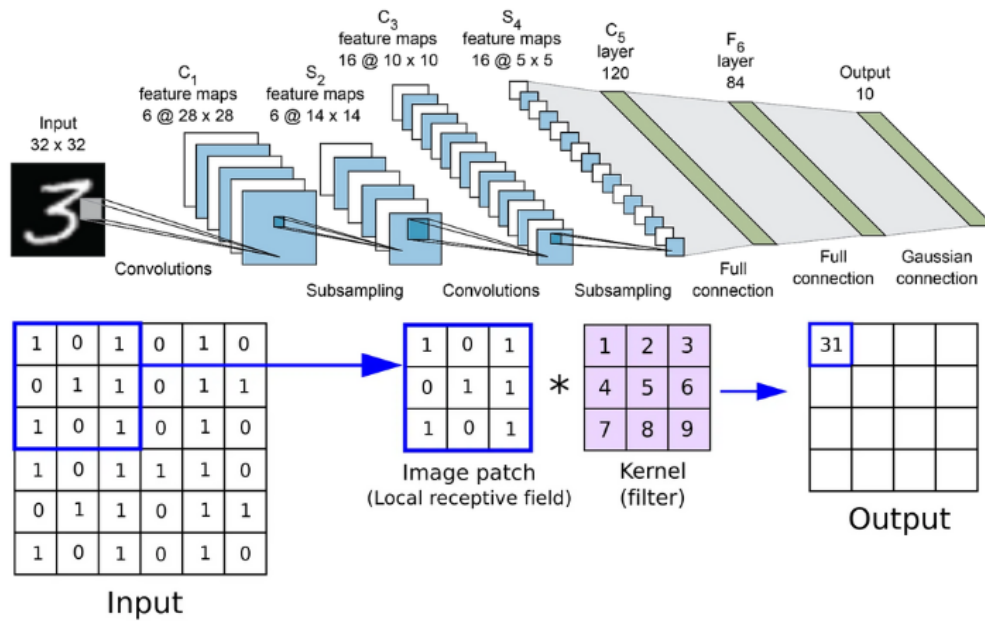 Input
32 x 32
C1
feature maps
6 @ 28 x 28
S2
feature maps
6 @ 14 x 14
C3
feature maps
16 @ 10 x 10
S4
feature maps
16 @ 5 x 5
C5
layer
120
F6
layer
84
Output
10
Convolutions
Subsampling
Convolutions
Subsampling
Full
connection
Full
connection
Gaussian
connection
1 0 1 0 1 0
0 1 1 0 1 1
1 0 1 0 1 0
1 0 1 1 1 0
0 1 1 0 1 1
1 0 1 0 1 0
Input
1 0 1
0 1 1
1 0 1
Image patch
(Local receptive field)
*
1 2 3
4 5 6
7 8 9
Kernel
(filter)
31
Output